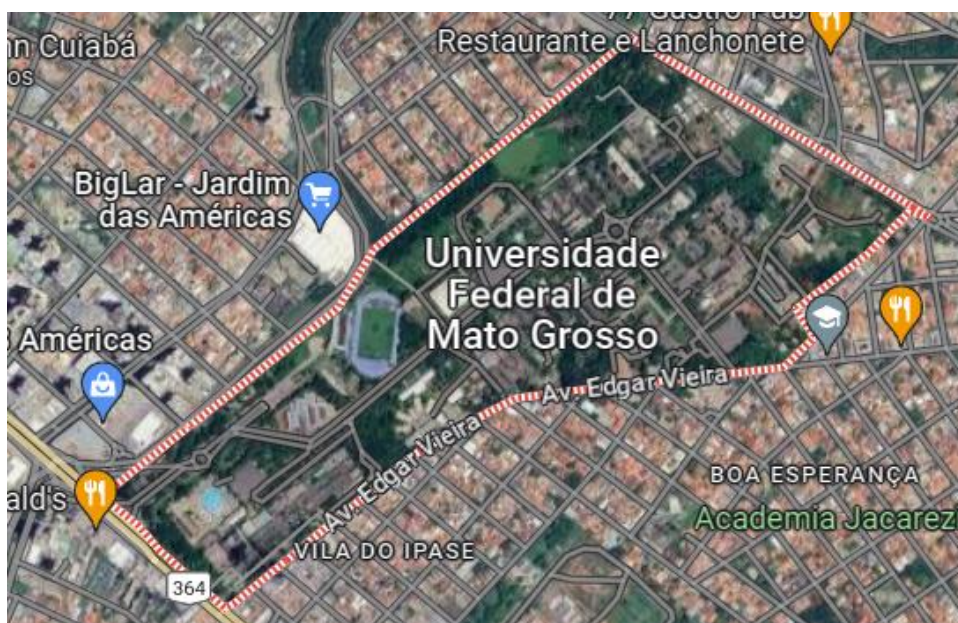 Restaurante e Lanchonete
Cuiabá
os
BigLar - Jardim
das Américas
Universidade
Federal de
Mato Grosso
Américas
Av. Edgar Vieira
Av. Edgar Vieira
BOA ESPERANÇA
ald's
Academia Jacarez
VILA DO IPASE
364